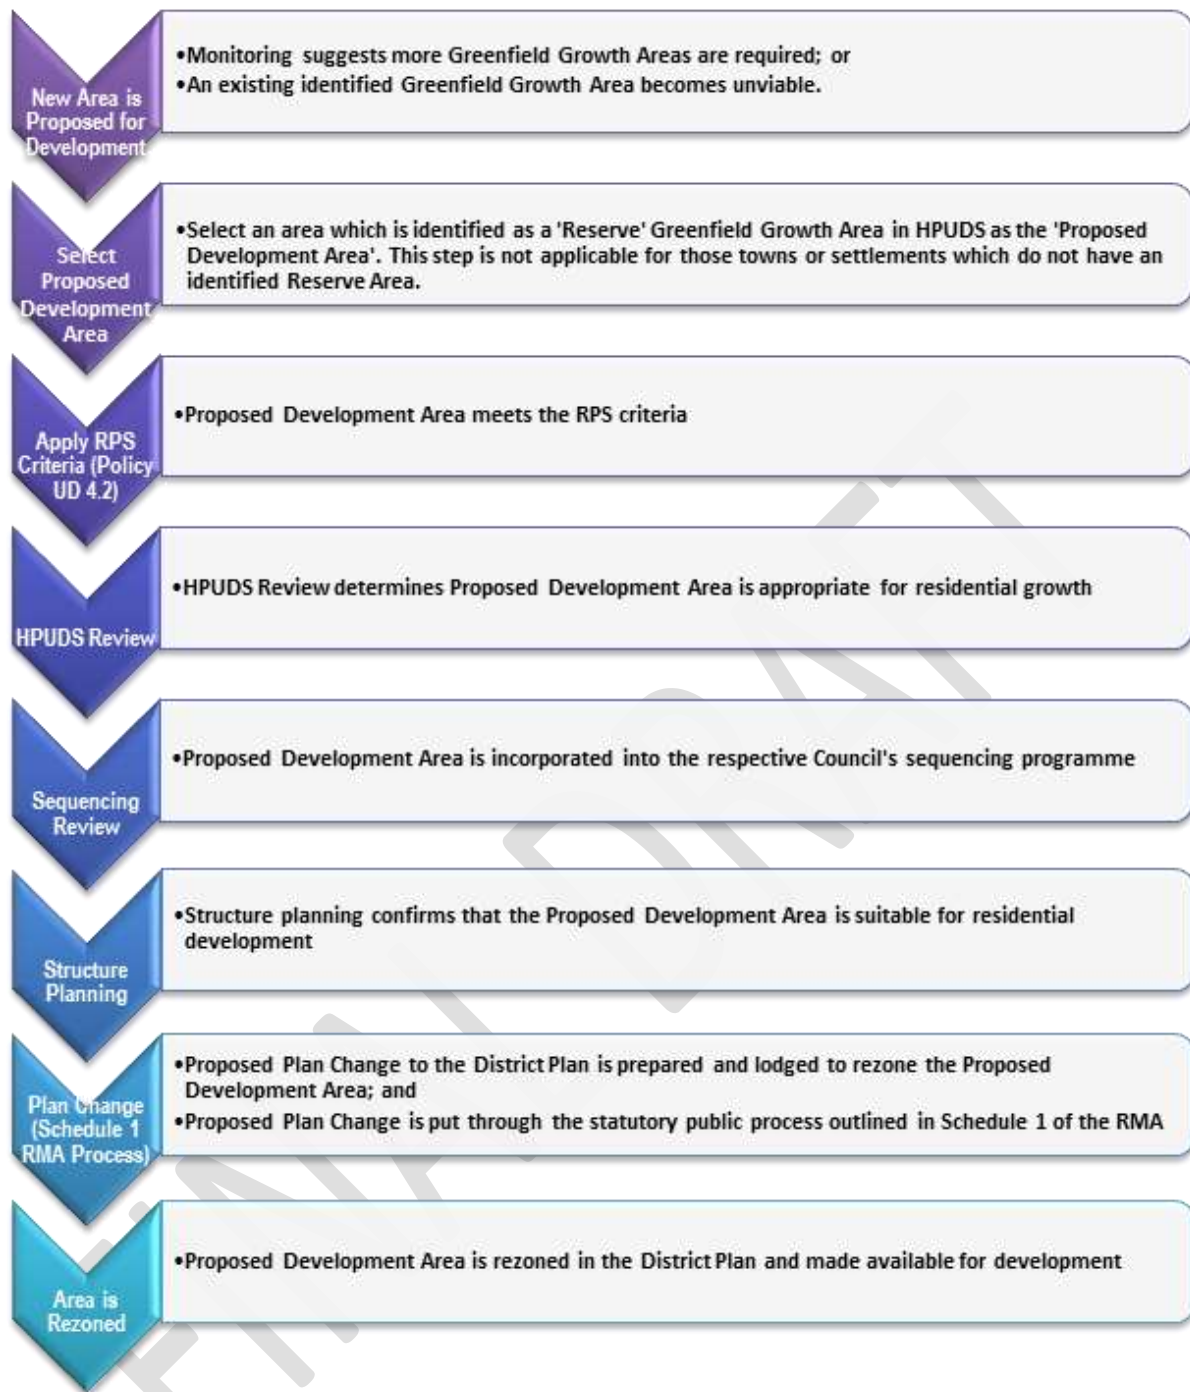 New Area is
Proposed for
Development
•Monitoring suggests more Greenfield Growth Areas are required; or
•An existing identified Greenfield Growth Area becomes unviable.
Select
Proposed
Development
Area
•Select an area which is identified as a 'Reserve' Greenfield Growth Area in HPUDS as the 'Proposed
Development Area'. This step is not applicable for those towns or settlements which do not have an
identified Reserve Area.
Apply RPS
Criteria (Policy
UD 4.2)
•Proposed Development Area meets the RPS criteria
HPUDS Review
•HPUDS Review determines Proposed Development Area is appropriate for residential growth
Sequencing
Review
•Proposed Development Area is incorporated into the respective Council's sequencing programme
Structure
Planning
•Structure planning confirms that the Proposed Development Area is suitable for residential
development
Plan Change
(Schedule 1
RMA Process)
•Proposed Plan Change to the District Plan is prepared and lodged to rezone the Proposed
Development Area; and
•Proposed Plan Change is put through the statutory public process outlined in Schedule 1 of the RMA
Area is
Rezoned
•Proposed Development Area is rezoned in the District Plan and made available for development
FINAL DRAFT